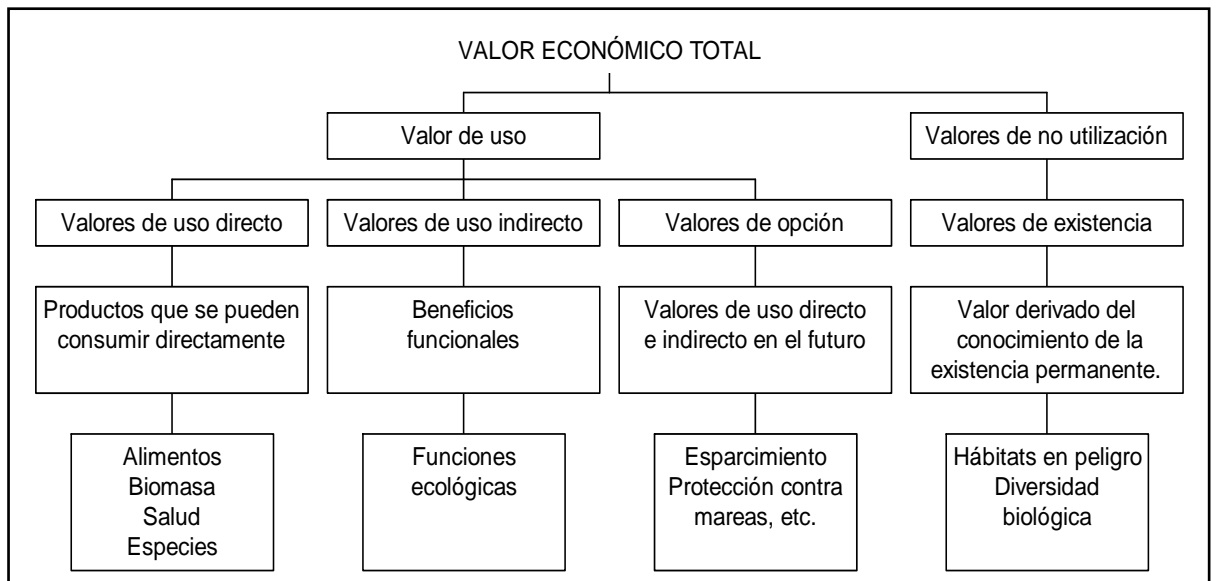 VALOR ECONÓMICO TOTAL
Valor de uso
Valores de no utilización
Valores de uso directo
Valores de uso indirecto
Valores de opción
Valores de existencia
Productos que se pueden
consumir directamente
Beneficios
funcionales
Valores de uso directo
e indirecto en el futuro
Valor derivado del
conocimiento de la
existencia permanente.
Alimentos
Biomasa
Salud
Especies
Funciones
ecológicas
Esparcimiento
Protección contra
mareas, etc.
Hábitats en peligro
Diversidad
biológica